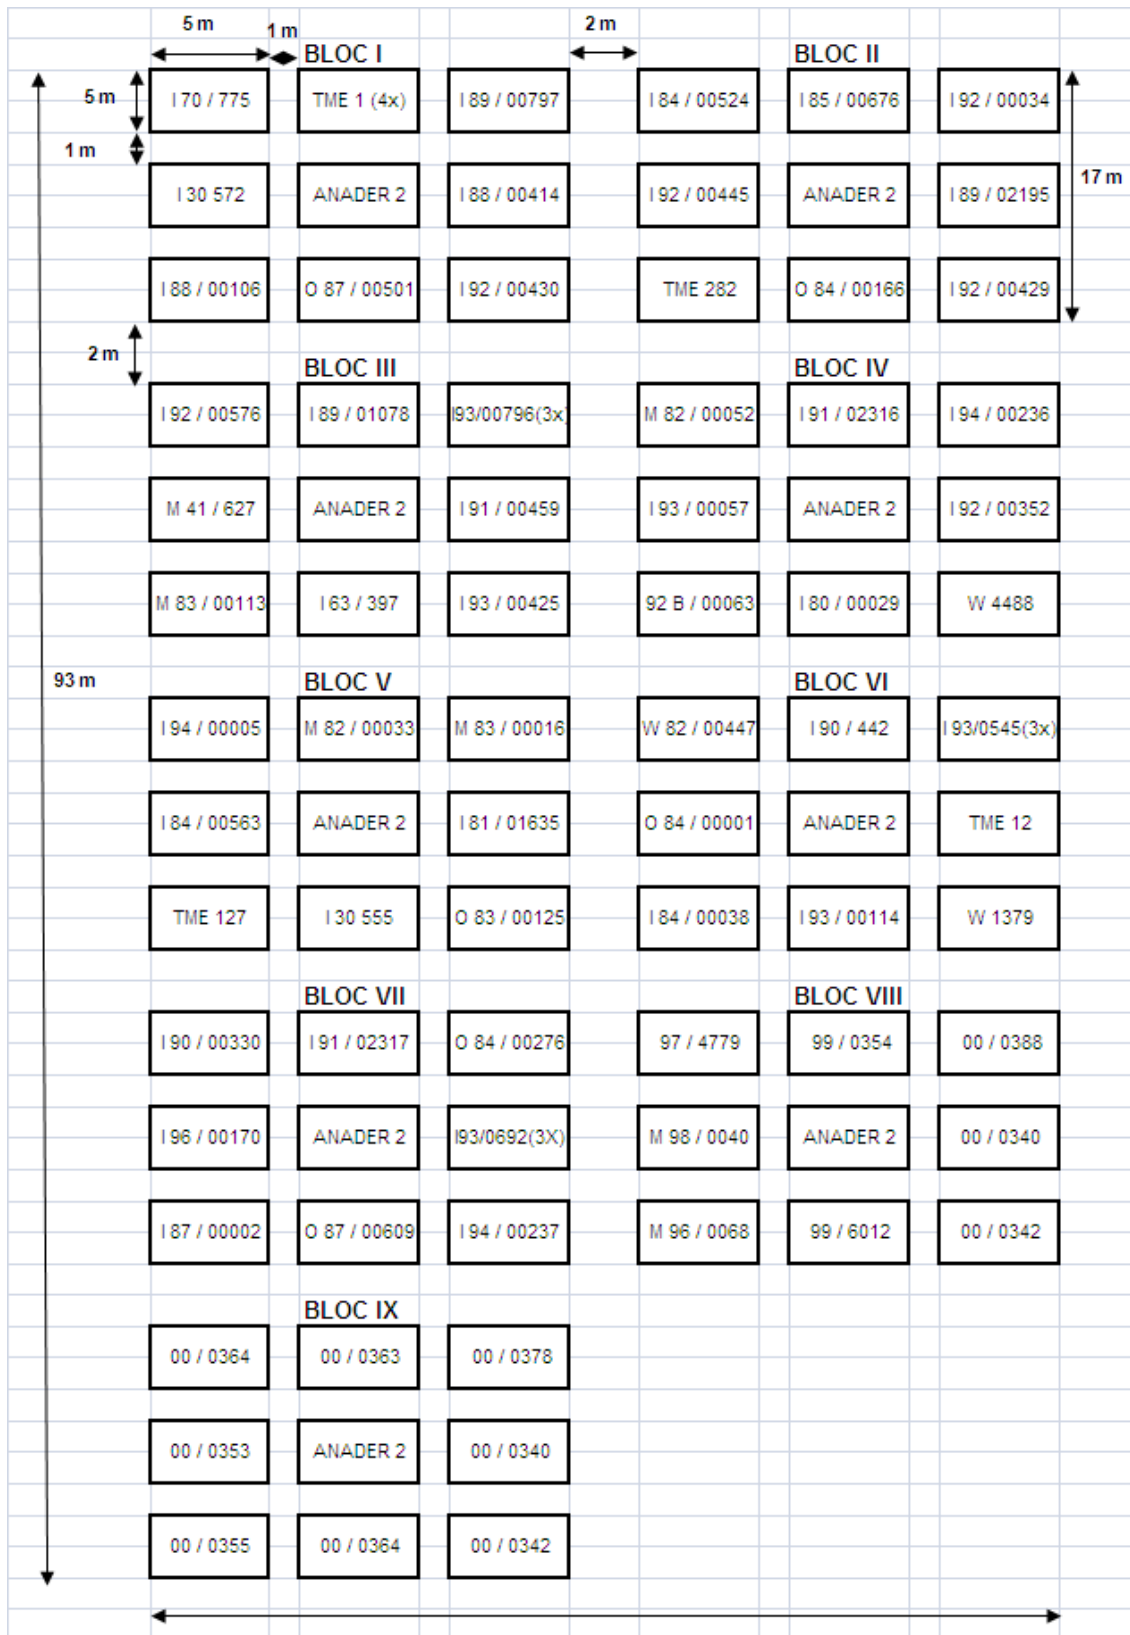 5 m 1 m 2 m
BLOC I BLOC II
5 m I 70 / 775 TME 1 (4x) I 89 / 00797 I 84 / 00524 I 85 / 00676 I 92 / 00034
1 m
17 m
I 30 572 ANADER 2 I 88 / 00414 I 92 / 00445 ANADER 2 I 89 / 02195
I 88 / 00106 O 87 / 00501 I 92 / 00430 TME 282 O 84 / 00166 I 92 / 00429
2 m
BLOC III BLOC IV
I 92 / 00576 I 89 / 01078 I93/00796(3x) M 82 / 00052 I 91 / 02316 I 94 / 00236
M 41 / 627 ANADER 2 I 91 / 00459 I 93 / 00057 ANADER 2 I 92 / 00352
M 83 / 00113 I 63 / 397 I 93 / 00425 92 B / 00063 I 80 / 00029 W 4488
93 m
BLOC V BLOC VI
I 94 / 00005 M 82 / 00033 M 83 / 00016 W 82 / 00447 I 90 / 442 I 93/0545(3x)
I 84 / 00563 ANADER 2 I 81 / 01635 O 84 / 00001 ANADER 2 TME 12
TME 127 I 30 555 O 83 / 00125 I 84 / 00038 I 93 / 00114 W 1379
BLOC VII BLOC VIII
I 90 / 00330 I 91 / 02317 O 84 / 00276 97 / 4779 99 / 0354 00 / 0388
I 96 / 00170 ANADER 2 I93/0692(3X) M 98 / 0040 ANADER 2 00 / 0340
I 87 / 00002 O 87 / 00609 I 94 / 00237 M 96 / 0068 99 / 6012 00 / 0342
BLOC IX
00 / 0364 00 / 0363 00 / 0378
00 / 0353 ANADER 2 00 / 0340
00 / 0355 00 / 0364 00 / 0342